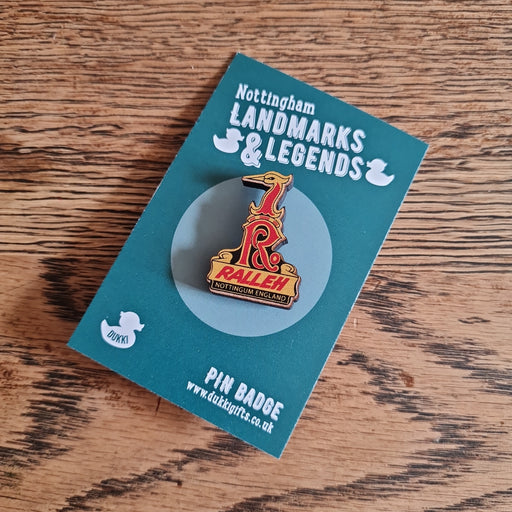 Nottingham
LANDMARKS
& LEGENDS
R
RALLEH
NOTTINGUM ENGLAND
DUKKI
PIN BADGE
www.dukkigifts.co.uk